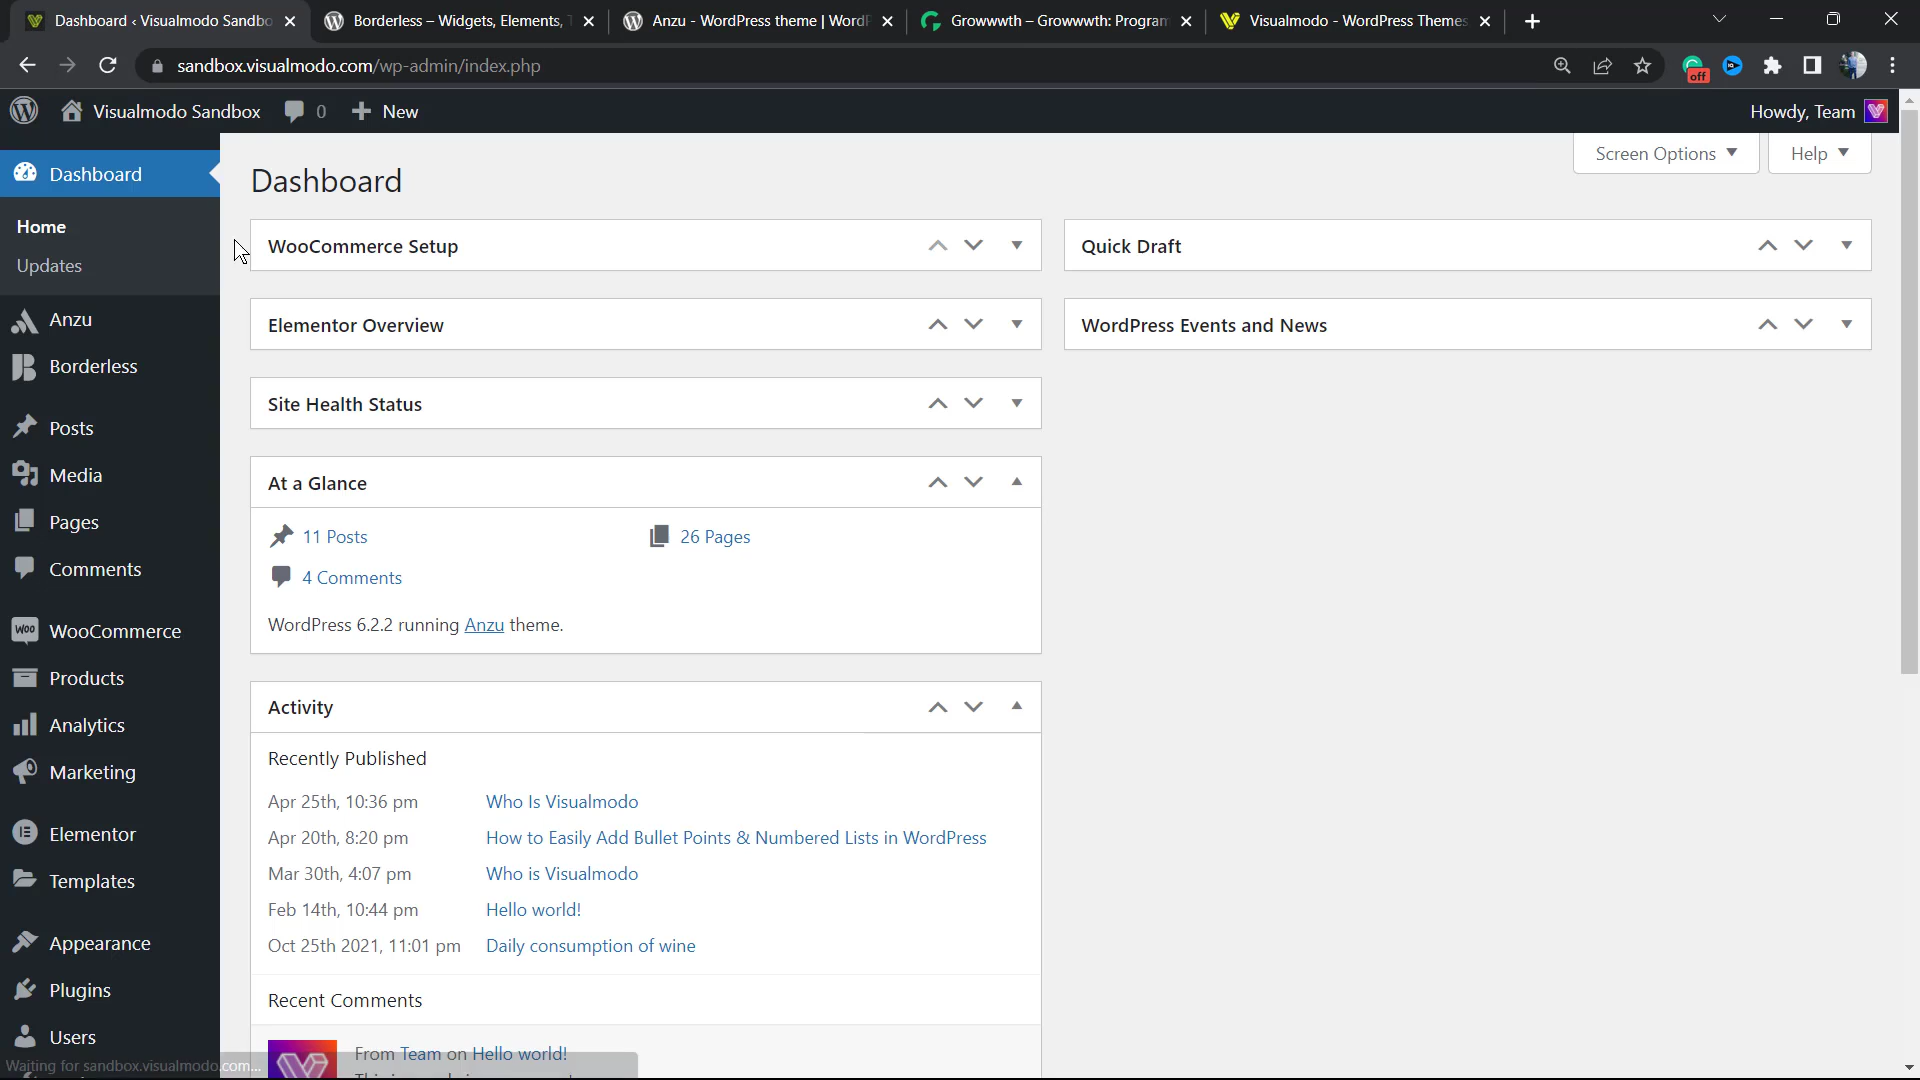 Dashboard ‹ Visualmodo Sandbo
Borderless – Widgets, Elements, T
Anzu - WordPress theme | WordP
Growwwth – Growwwth: Program
Visualmodo - WordPress Themes
sandbox.visualmodo.com/wp-admin/index.php
off
Visualmodo Sandbox
0
New
Howdy, Team
Dashboard
Home
Updates
Anzu
Borderless
Posts
Media
Pages
Comments
WOO
WooCommerce
Products
Analytics
Marketing
Elementor
Templates
Appearance
Plugins
Users
Waiting for sandbox.visualmodo.com...
Screen Options
Help
Dashboard
WooCommerce Setup
Elementor Overview
Site Health Status
At a Glance
11 Posts
26 Pages
4 Comments
WordPress 6.2.2 running Anzu theme.
Activity
Recently Published
Apr 25th, 10:36 pm Who Is Visualmodo
Apr 20th, 8:20 pm How to Easily Add Bullet Points & Numbered Lists in WordPress
Mar 30th, 4:07 pm Who is Visualmodo
Feb 14th, 10:44 pm Hello world!
Oct 25th 2021, 11:01 pm Daily consumption of wine
Recent Comments
From Team on Hello world!
Quick Draft
WordPress Events and News